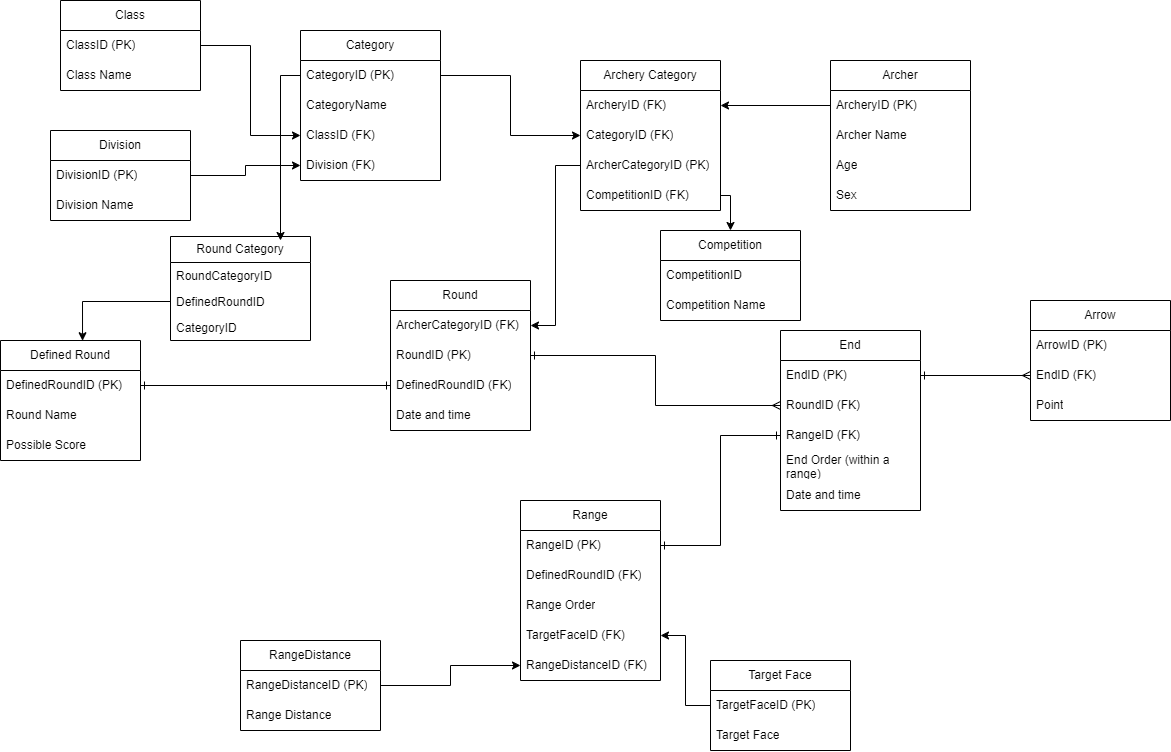 Class
ClassID (PK)
Class Name
Category
CategoryID (PK)
CategoryName
ClassID (FK)
Division (FK)
Archery Category
ArcheryID (FK)
CategoryID (FK)
ArcherCategoryID (PK)
CompetitionID (FK)
Archer
ArcheryID (PK)
Archer Name
Age
Sex
Division
DivisionID (PK)
Division Name
Round Category
RoundCategoryID
DefinedRoundID
CategoryID
Competition
CompetitionID
Competition Name
Round
ArcherCategoryID (FK)
RoundID (PK)
DefinedRoundID (FK)
Date and time
Defined Round
DefinedRoundID (PK)
Round Name
Possible Score
End
EndID (PK)
RoundID (FK)
RangeID (FK)
End Order (within a
range)
Date and time
Arrow
ArrowID (PK)
EndID (FK)
Point
Range
RangeID (PK)
DefinedRoundID (FK)
Range Order
TargetFaceID (FK)
RangeDistanceID (FK)
RangeDistance
RangeDistanceID (PK)
Range Distance
Target Face
TargetFaceID (PK)
Target Face